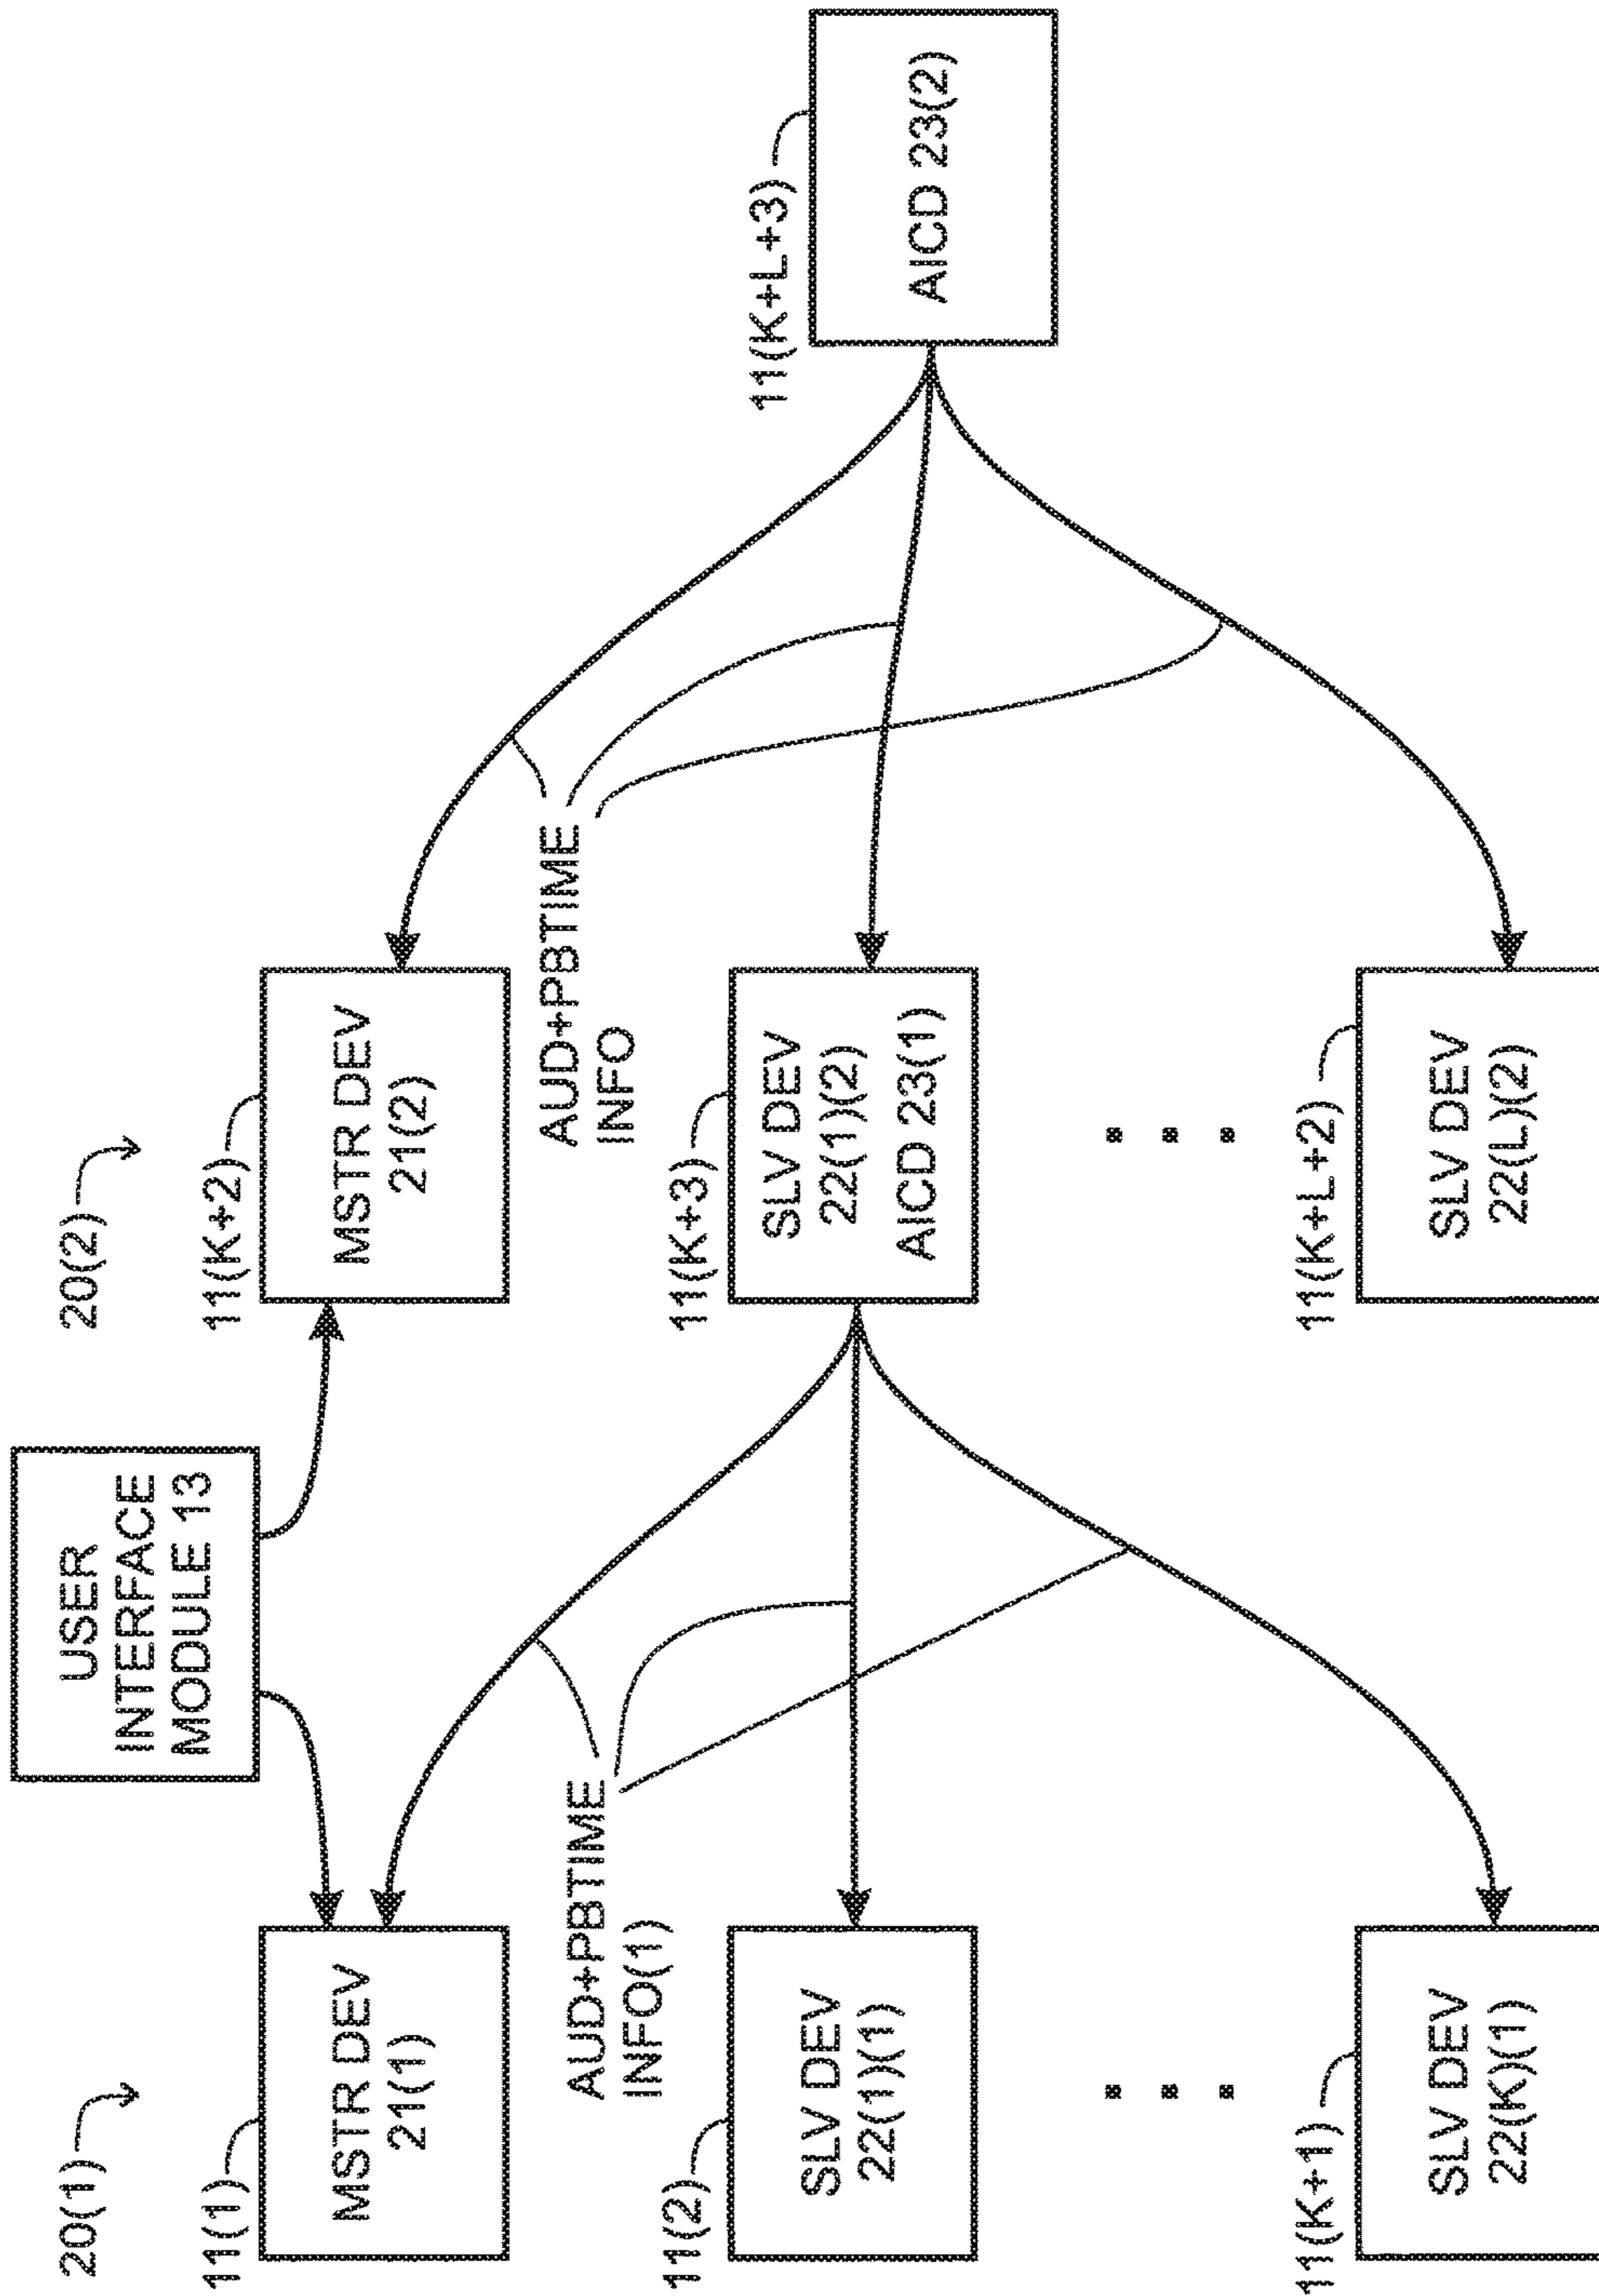 20(1)
11(1)
MSTR DEV
21(1)
AUD+PBTIME
INFO(1)
11(2)
SLV DEV
22(1)(1)
11(K+1)
SLV DEV
22(K)(1)
USER
INTERFACE
MODULE 13
20(2)
11(K+2)
MSTR DEV
21(2)
AUD+PBTIME
INFO
11(K+3)
SLV DEV
22(1)(2)
AICD 23(1)
11(K+L+2)
SLV DEV
22(L)(2)
11(K+L+3)
AICD 23(2)